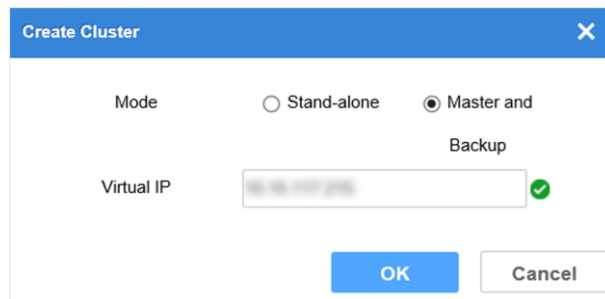 Create Cluster
Mode
Stand-alone
Master and
Backup
Virtual IP
OK
Cancel